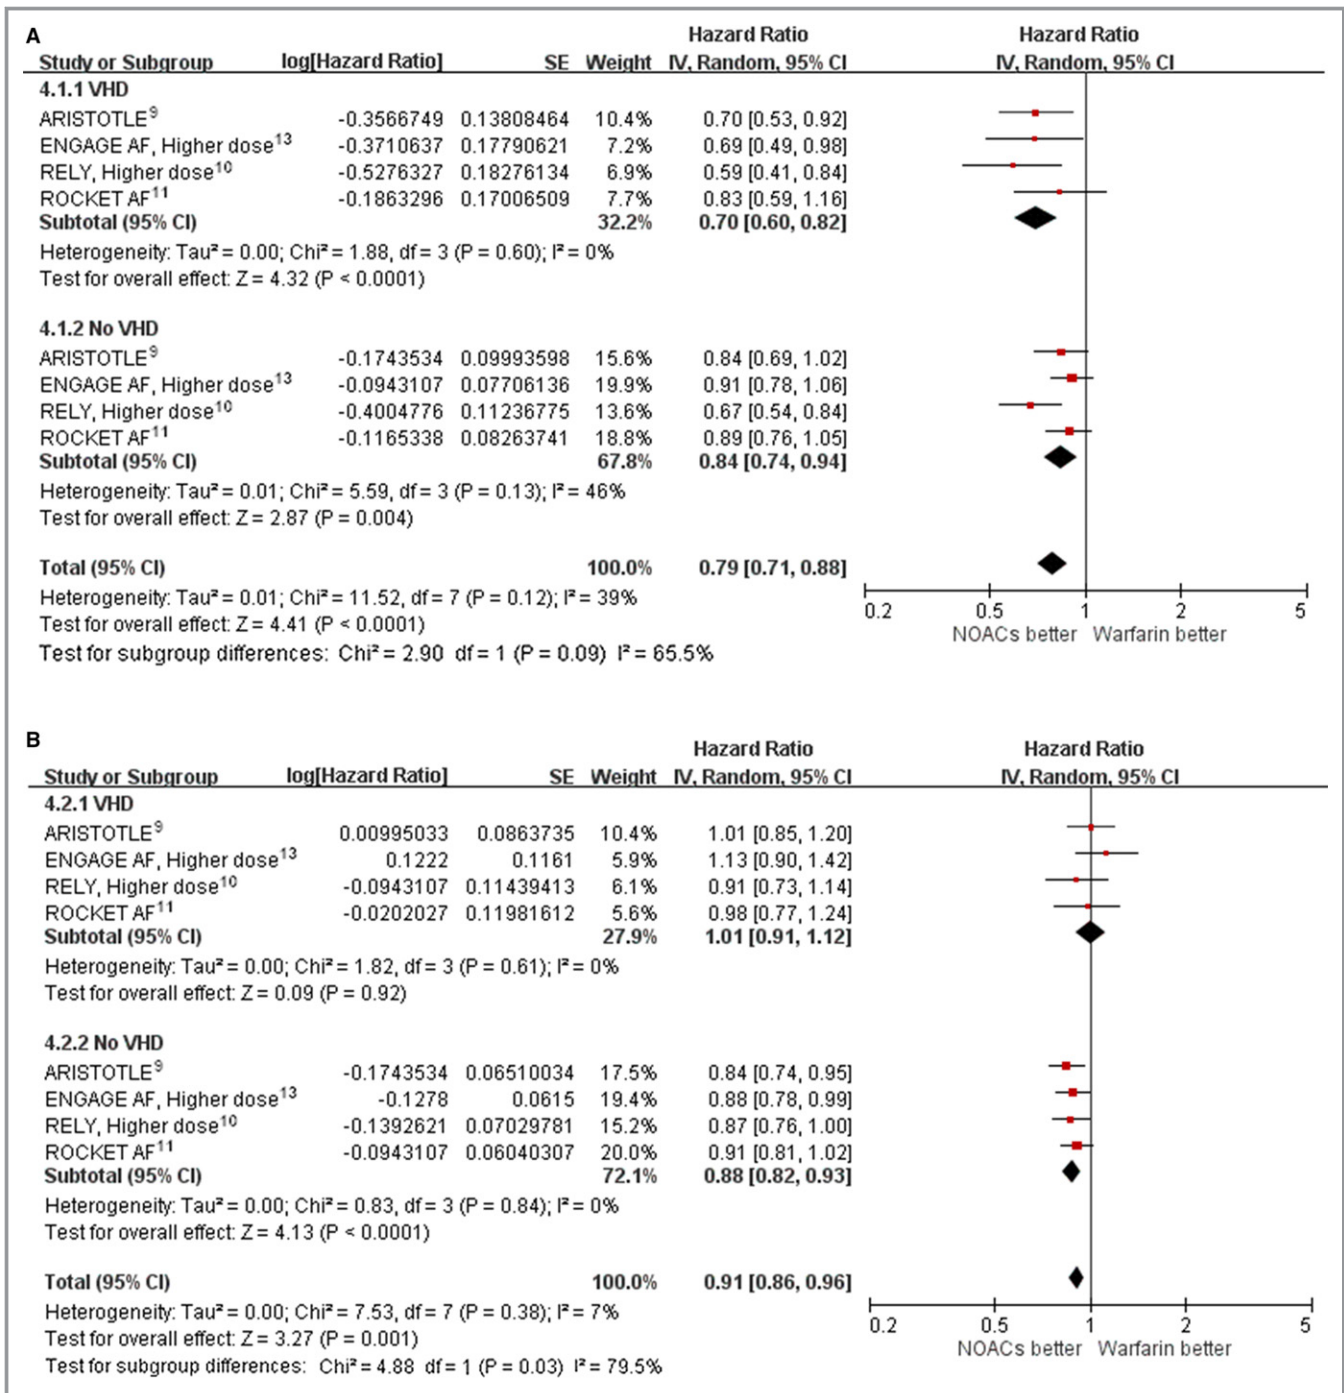 A
Hazard Ratio Hazard Ratio
Study or Subgroup log[Hazard Ratio] SE Weight IV, Random, 95% CI IV, Random, 95% CI
4.1.1 VHD
ARISTOTLE⁹ -0.3566749 0.13808464 10.4% 0.70 [0.53, 0.92]
ENGAGE AF, Higher dose¹³ -0.3710637 0.17790621 7.2% 0.69 [0.49, 0.98]
RELY, Higher dose¹⁰ -0.5276327 0.18276134 6.9% 0.59 [0.41, 0.84]
ROCKET AF¹¹ -0.1863296 0.17006509 7.7% 0.83 [0.59, 1.16]
Subtotal (95% CI) 32.2% 0.70 [0.60, 0.82]
Heterogeneity: Tau² = 0.00; Chi² = 1.88, df = 3 (P = 0.60); I² = 0%
Test for overall effect: Z = 4.32 (P < 0.0001)
4.1.2 No VHD
ARISTOTLE⁹ -0.1743534 0.09993598 15.6% 0.84 [0.69, 1.02]
ENGAGE AF, Higher dose¹³ -0.0943107 0.07706136 19.9% 0.91 [0.78, 1.06]
RELY, Higher dose¹⁰ -0.4004776 0.11236775 13.6% 0.67 [0.54, 0.84]
ROCKET AF¹¹ -0.1165338 0.08263741 18.8% 0.89 [0.76, 1.05]
Subtotal (95% CI) 67.8% 0.84 [0.74, 0.94]
Heterogeneity: Tau² = 0.01; Chi² = 5.59, df = 3 (P = 0.13); I² = 46%
Test for overall effect: Z = 2.87 (P = 0.004)
Total (95% CI) 100.0% 0.79 [0.71, 0.88]
Heterogeneity: Tau² = 0.01; Chi² = 11.52, df = 7 (P = 0.12); I² = 39%
Test for overall effect: Z = 4.41 (P < 0.0001)
Test for subgroup differences: Chi² = 2.90 df = 1 (P = 0.09) I² = 65.5%
0.2 0.5 1 2 5
NOACs better Warfarin better
B
Hazard Ratio Hazard Ratio
Study or Subgroup log[Hazard Ratio] SE Weight IV, Random, 95% CI IV, Random, 95% CI
4.2.1 VHD
ARISTOTLE⁹ 0.00995033 0.0863735 10.4% 1.01 [0.85, 1.20]
ENGAGE AF, Higher dose¹³ 0.1222 0.1161 5.9% 1.13 [0.90, 1.42]
RELY, Higher dose¹⁰ -0.0943107 0.11439413 6.1% 0.91 [0.73, 1.14]
ROCKET AF¹¹ -0.0202027 0.11981612 5.6% 0.98 [0.77, 1.24]
Subtotal (95% CI) 27.9% 1.01 [0.91, 1.12]
Heterogeneity: Tau² = 0.00; Chi² = 1.82, df = 3 (P = 0.61); I² = 0%
Test for overall effect: Z = 0.09 (P = 0.92)
4.2.2 No VHD
ARISTOTLE⁹ -0.1743534 0.06510034 17.5% 0.84 [0.74, 0.95]
ENGAGE AF, Higher dose¹³ -0.1278 0.0615 19.4% 0.88 [0.78, 0.99]
RELY, Higher dose¹⁰ -0.1392621 0.07029781 15.2% 0.87 [0.76, 1.00]
ROCKET AF¹¹ -0.0943107 0.06040307 20.0% 0.91 [0.81, 1.02]
Subtotal (95% CI) 72.1% 0.88 [0.82, 0.93]
Heterogeneity: Tau² = 0.00; Chi² = 0.83, df = 3 (P = 0.84); I² = 0%
Test for overall effect: Z = 4.13 (P < 0.0001)
Total (95% CI) 100.0% 0.91 [0.86, 0.96]
Heterogeneity: Tau² = 0.00; Chi² = 7.53, df = 7 (P = 0.38); I² = 7%
Test for overall effect: Z = 3.27 (P = 0.001)
Test for subgroup differences: Chi² = 4.88 df = 1 (P = 0.03) I² = 79.5%
0.2 0.5 1 2 5
NOACs better Warfarin better